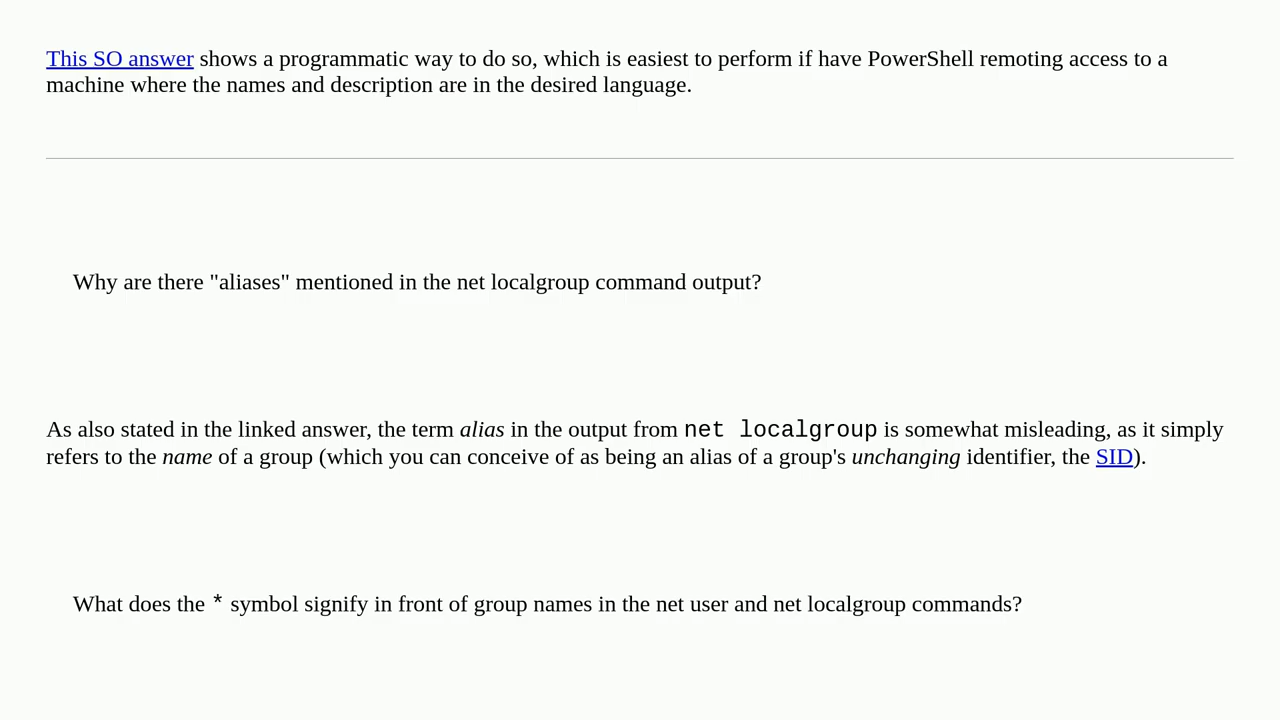 This SO answer shows a programmatic way to do so, which is easiest to perform if have PowerShell remoting access to a
machine where the names and description are in the desired language.
Why are there "aliases" mentioned in the net localgroup command output?
As also stated in the linked answer, the term alias in the output from net localgroup is somewhat misleading, as it simply
refers to the name of a group (which you can conceive of as being an alias of a group's unchanging identifier, the SID).
What does the * symbol signify in front of group names in the net user and net localgroup commands?